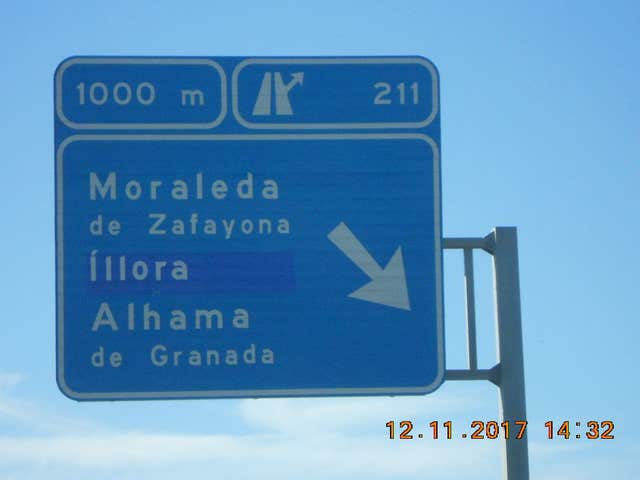 1000 m
211
Moraleda
de Zafayona
Íllora
Alhama
de Granada
12.11.2017 14:32